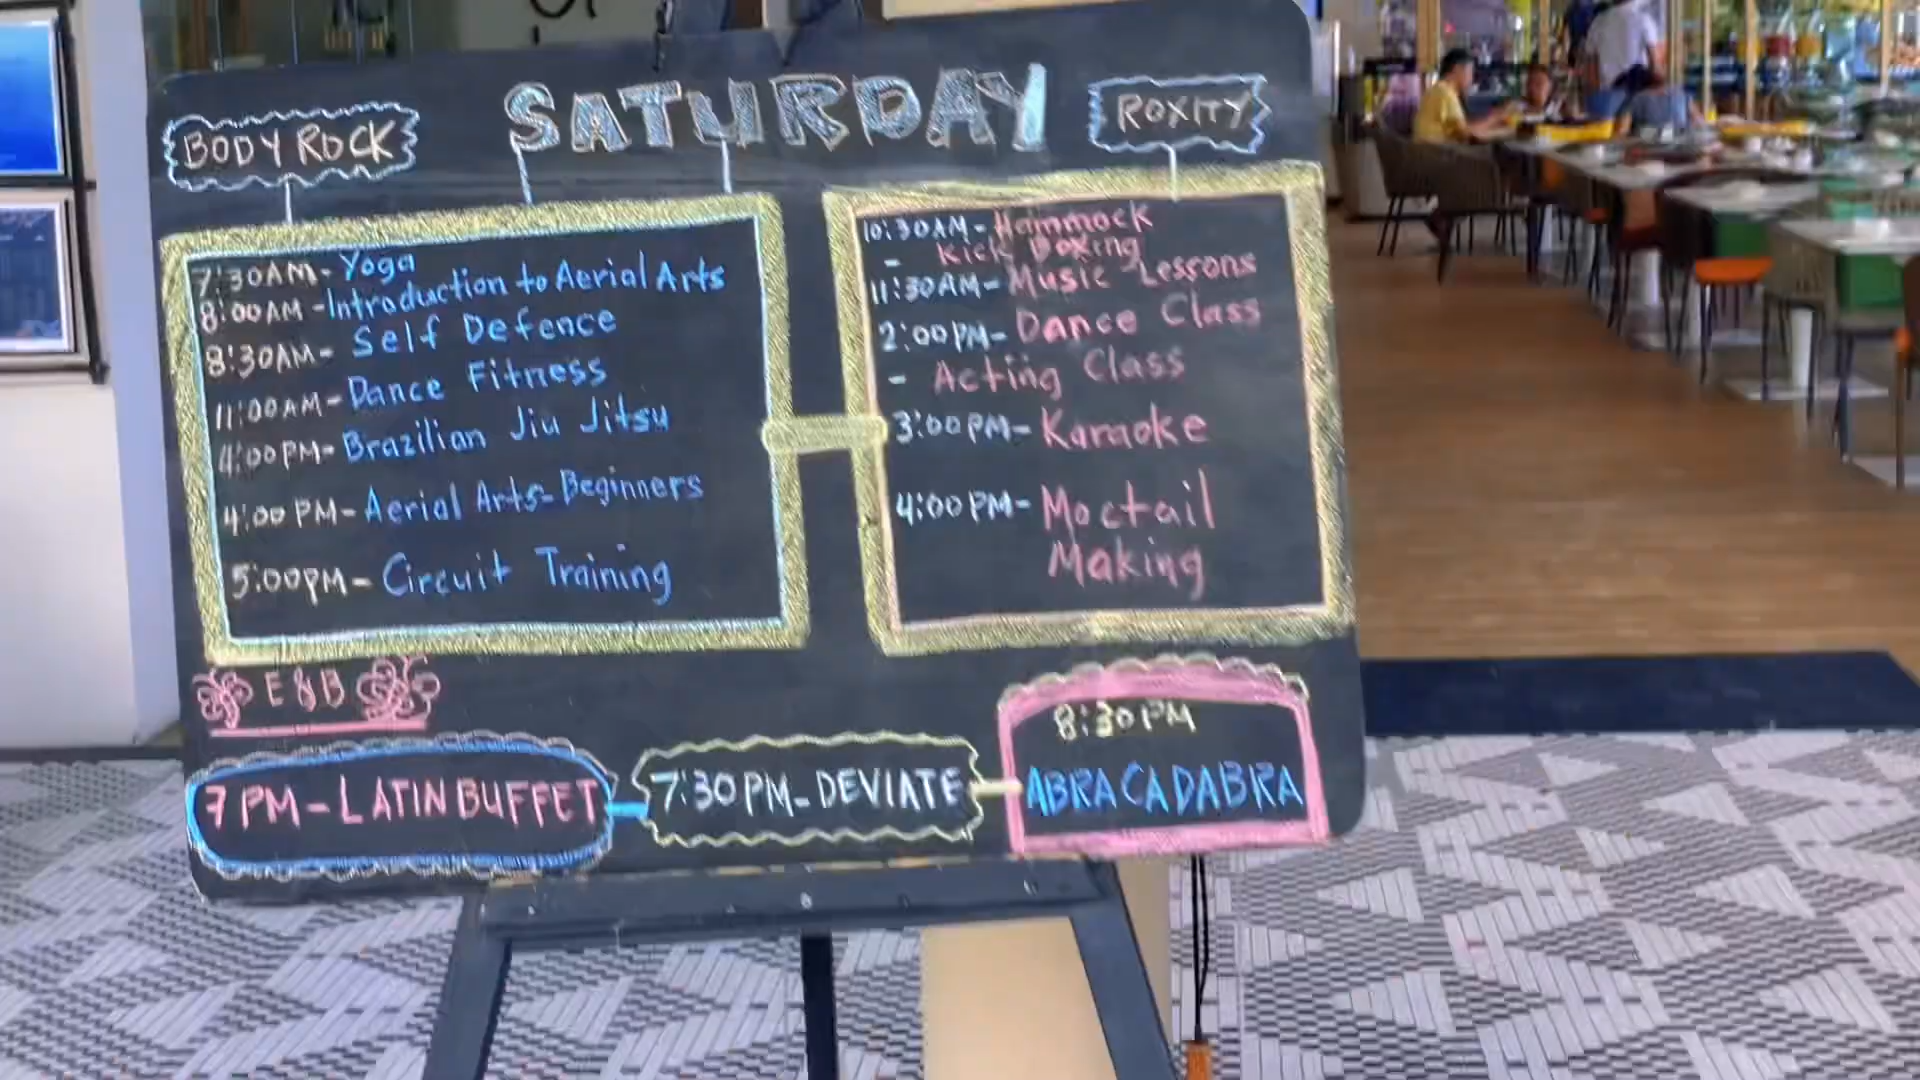 SATURDAY
BODY ROCK
7:30AM- Yoga
8:00AM -Introduction to Aerial Arts
8:30AM- Self Defence
11:00AM- Dance Fitness
4:00PM- Brazilian Jiu Jitsu
4:00 PM- Aerial Arts-Beginners
5:00PM- Circuit Training
ROXITY
10:30AM- Hammock
- Kick Boxing
11:30AM- Music Lessons
2:00PM- Dance Class
- Acting Class
3:00PM- Karaoke
4:00PM- Moctail
Making
E&B
7 PM-LATIN BUFFET
7:30 PM-DEVIATE
8:30PM
ABRACADABRA